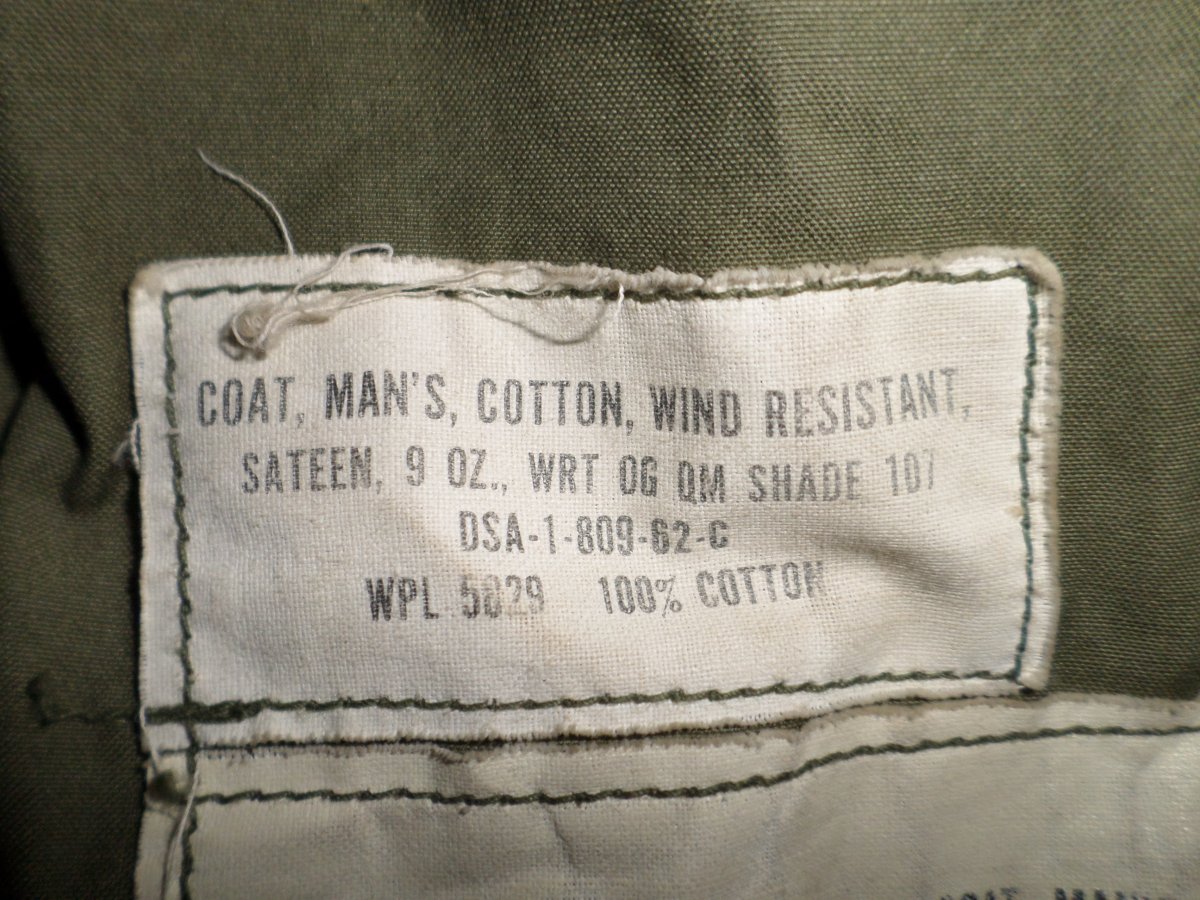 COAT, MAN'S, COTTON, WIND RESISTANT,
SATEEN, 9 OZ., WRT OG QM SHADE 107
DSA-1-809-62-C
WPL 5029 100% COTTON